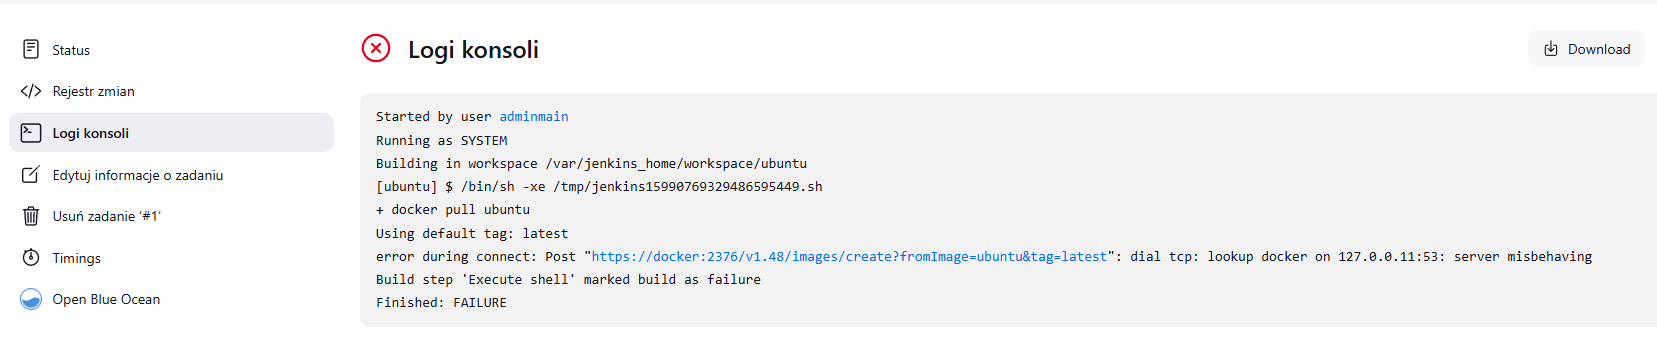 Status
Rejestr zmian
Logi konsoli
Edytuj informacje o zadaniu
Usuń zadanie ‘#1’
Timings
Open Blue Ocean
Logi konsoli
Download
Started by user adminmain
Running as SYSTEM
Building in workspace /var/jenkins_home/workspace/ubuntu
[ubuntu] $ /bin/sh -xe /tmp/jenkins15990769329486595449.sh
+ docker pull ubuntu
Using default tag: latest
error during connect: Post "https://docker:2376/v1.48/images/create?fromImage=ubuntu&tag=latest": dial tcp: lookup docker on 127.0.0.11:53: server misbehaving
Build step 'Execute shell' marked build as failure
Finished: FAILURE